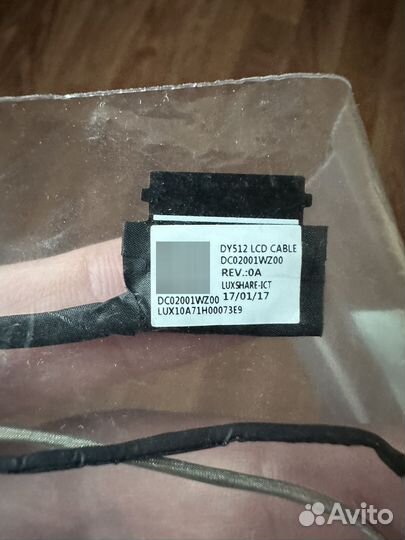 DY512 LCD CABLE
DC02001WZ00
REV.:0A
LUXSHARE-ICT
17/01/17
DC02001WZ00
LUX10A71H00073E9
Avito